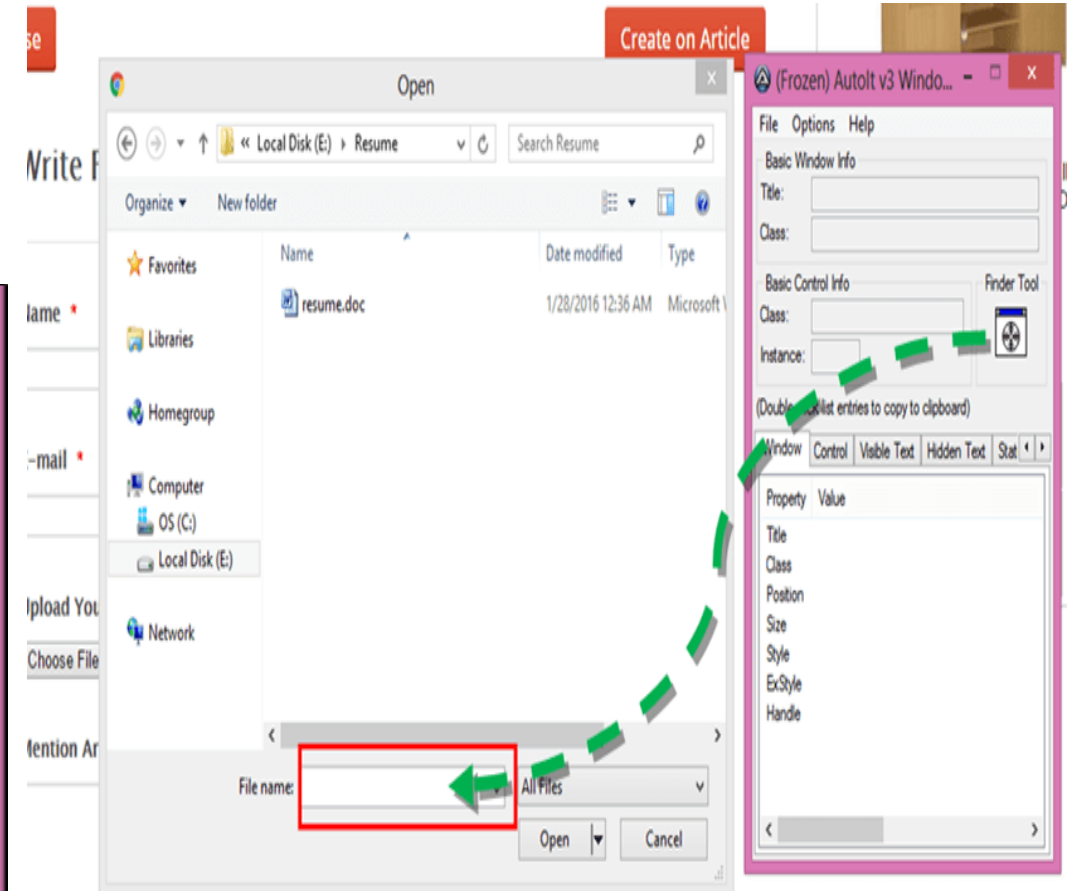 se
Create on Article
Open
x
Write F
Name *
E-mail *
Upload You
Choose File
Mention Ar
« Local Disk (E:) Resume
Search Resume
Organize New folder
Favorites
Libraries
Homegroup
Computer
OS (C:)
Local Disk (E:)
Network
Name Date modified Type
resume.doc 1/28/2016 12:36 AM Microsoft
File name:
All Files
Open Cancel
(Frozen) AutoIt v3 Windo...
File Options Help
Basic Window Info
Title:
Class:
Basic Control Info
Class:
Instance:
Finder Tool
list entries to copy to clipboard)
Window Control Visible Text Hidden Text Stat
Property Value
Title
Class
Position
Size
Style
ExStyle
Handle